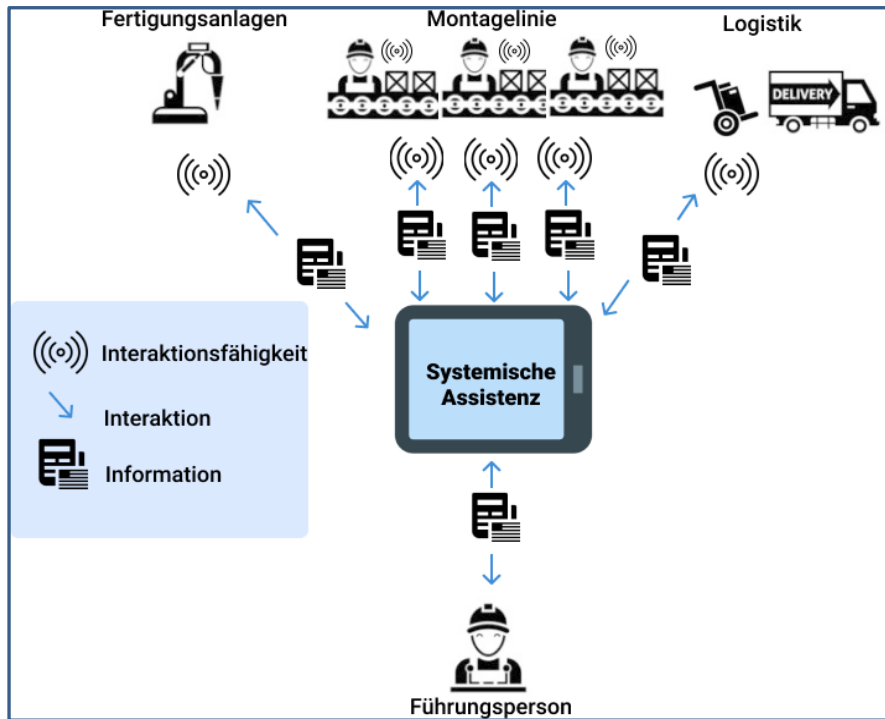 Fertigungsanlagen
Montagelinie
Logistik
DELIVERY
Interaktionsfähigkeit
Interaktion
Information
Systemische
Assistenz
Führungsperson